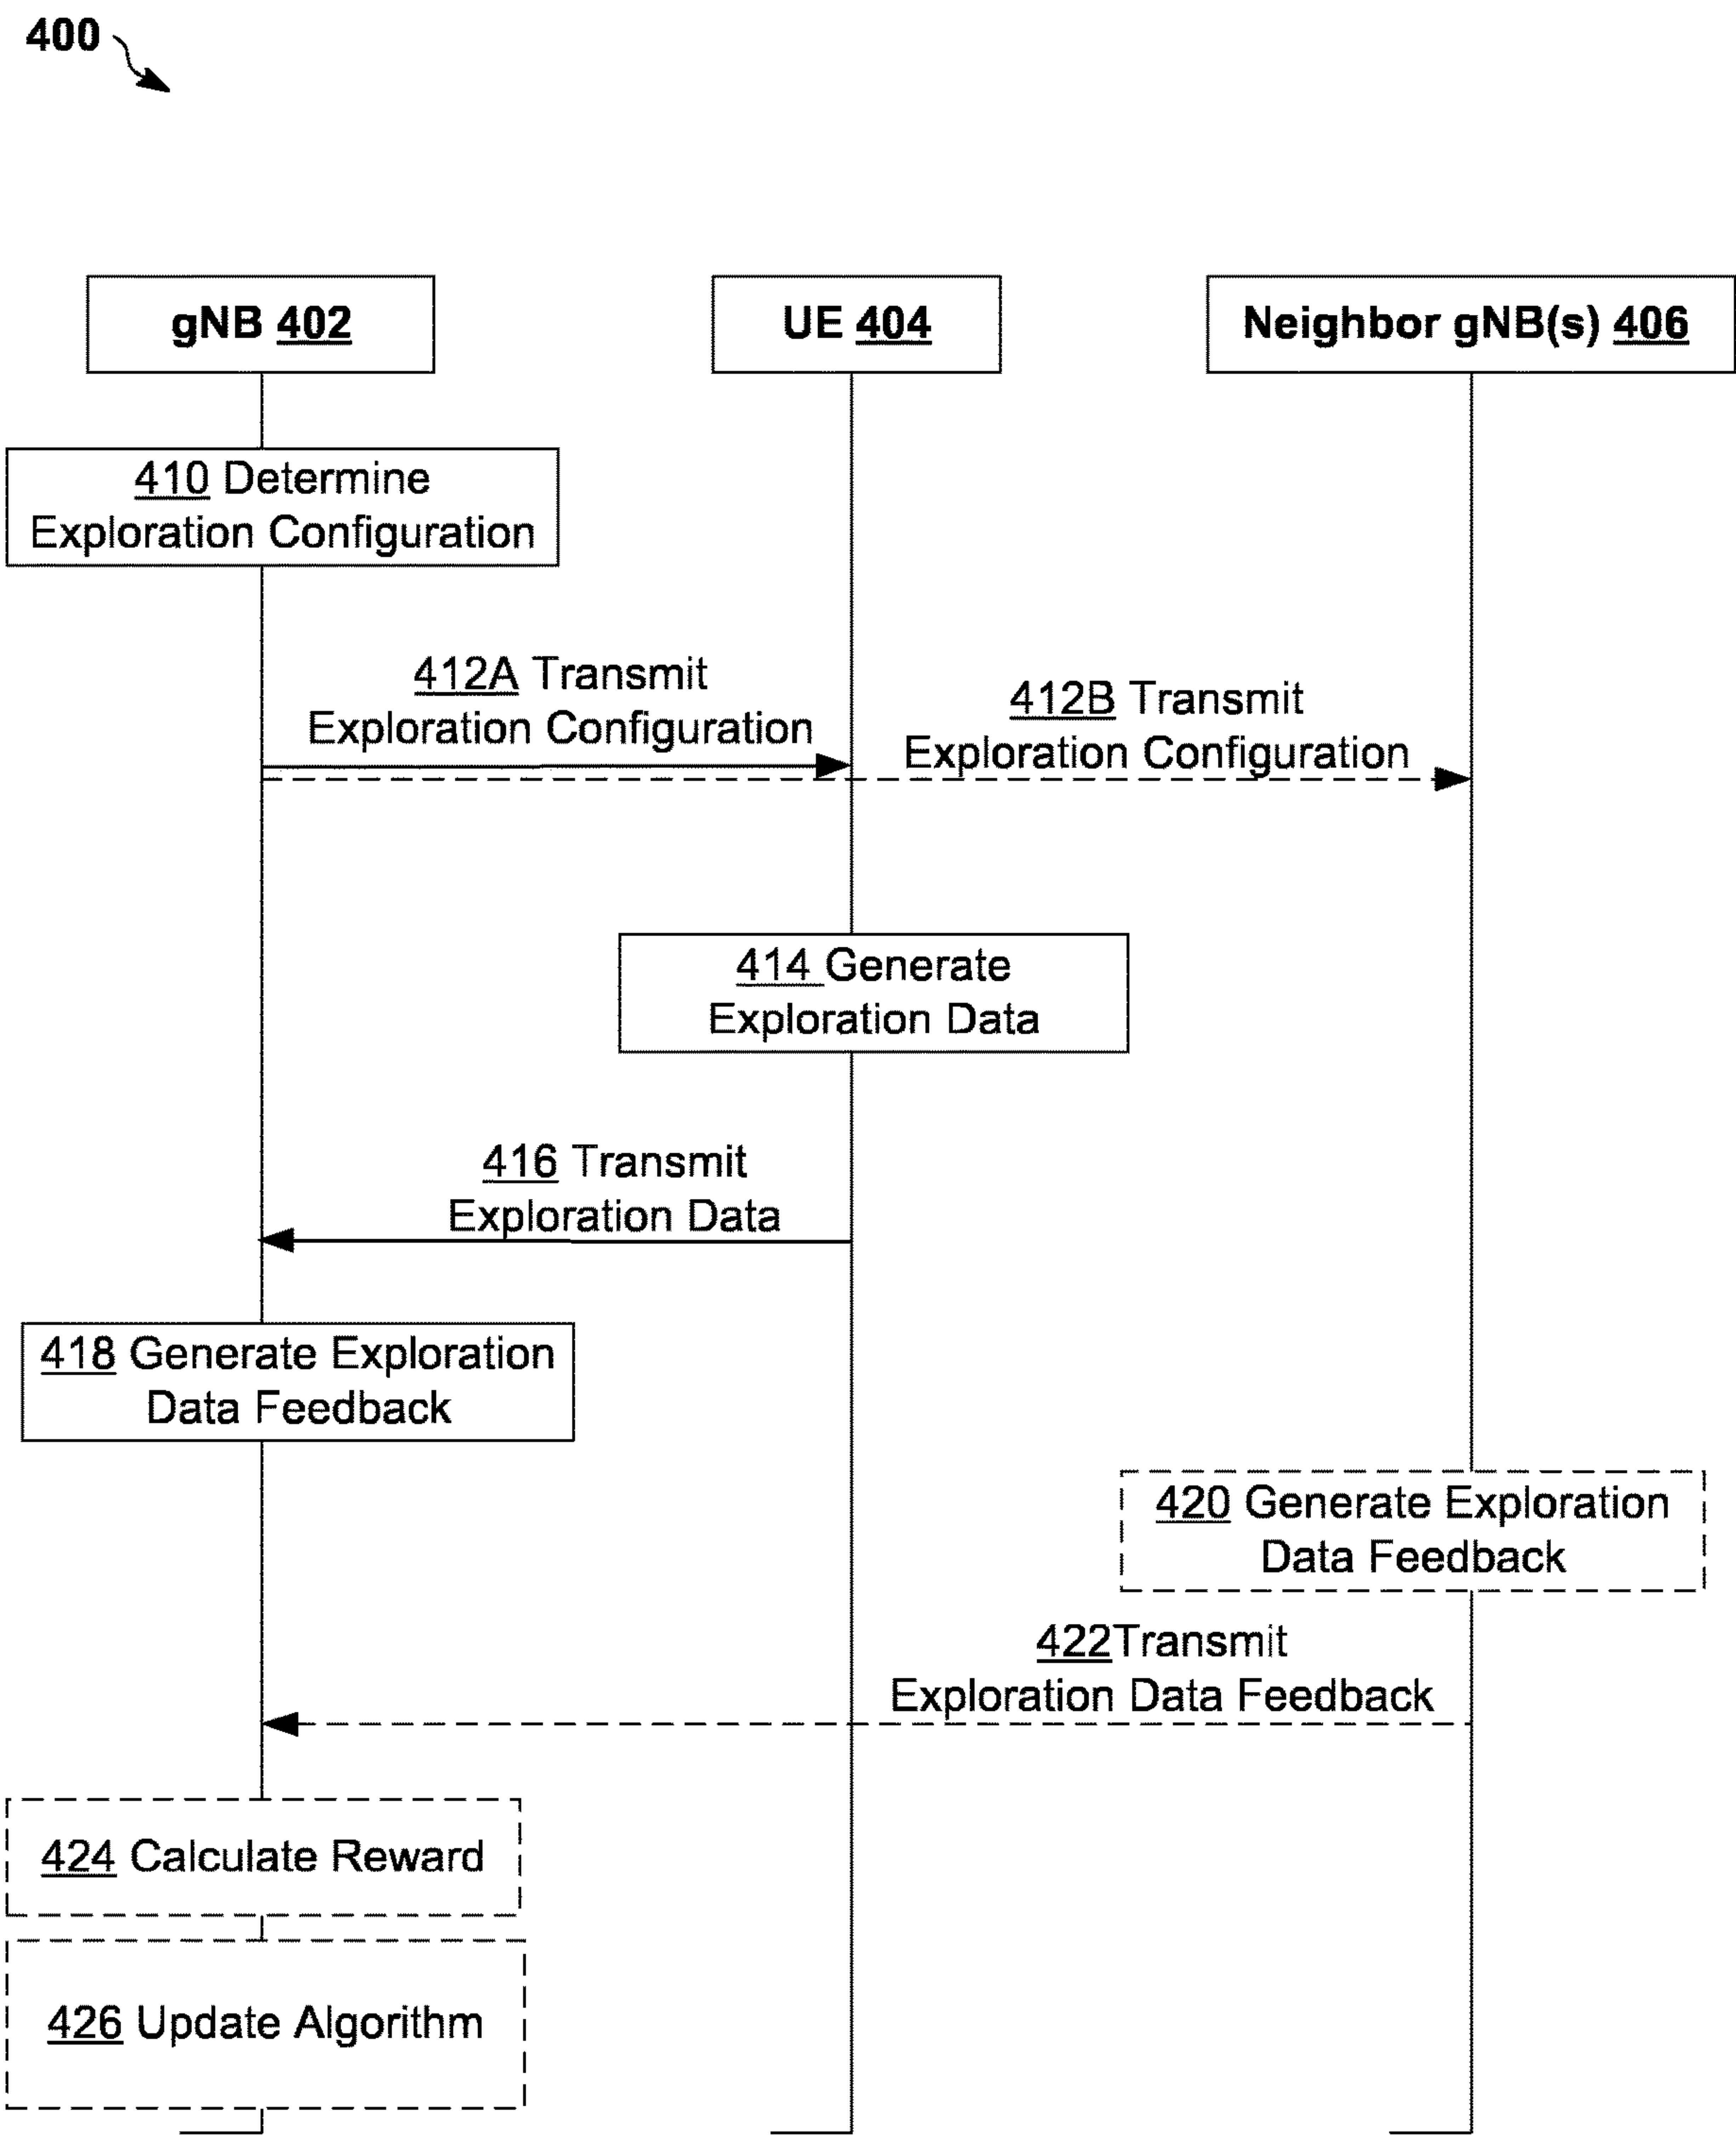 400
gNB 402
UE 404
Neighbor gNB(s) 406
410 Determine
Exploration Configuration
412A Transmit
Exploration Configuration
412B Transmit
Exploration Configuration
414 Generate
Exploration Data
416 Transmit
Exploration Data
418 Generate Exploration
Data Feedback
420 Generate Exploration
Data Feedback
422Transmit
Exploration Data Feedback
424 Calculate Reward
426 Update Algorithm